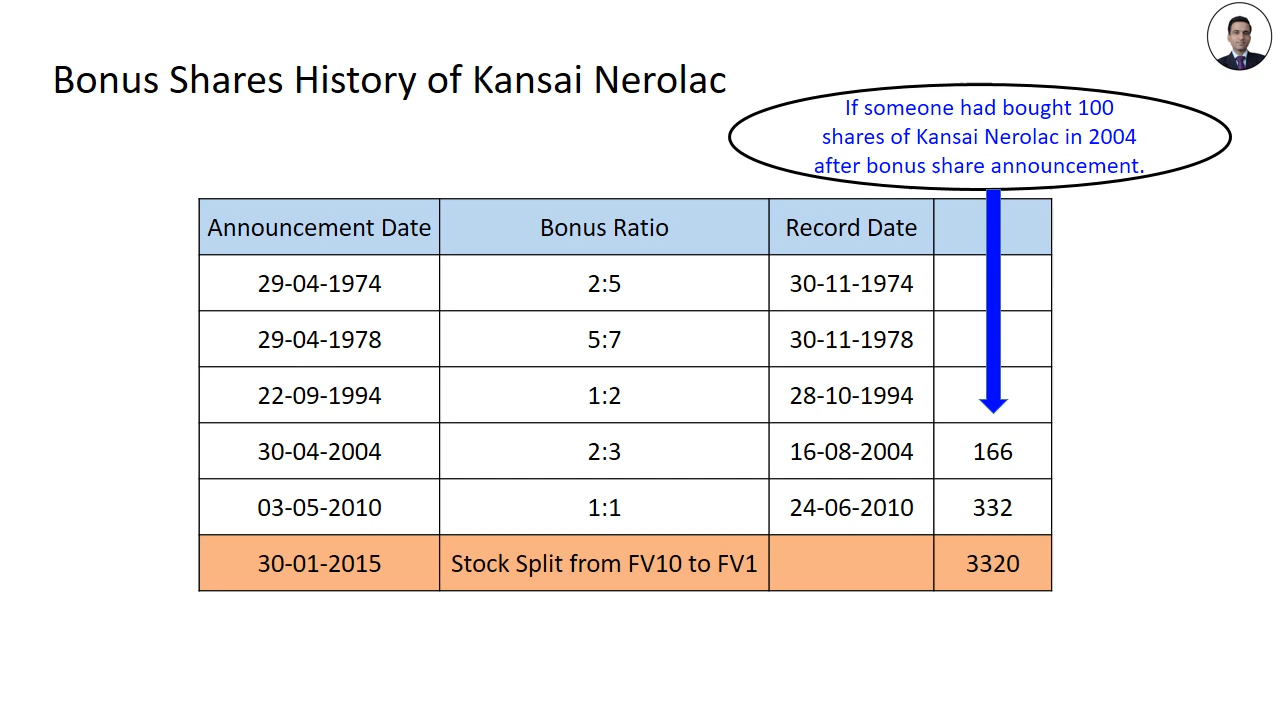 Bonus Shares History of Kansai Nerolac
If someone had bought 100
shares of Kansai Nerolac in 2004
after bonus share announcement.
Announcement Date Bonus Ratio Record Date
29-04-1974 2:5 30-11-1974
29-04-1978 5:7 30-11-1978
22-09-1994 1:2 28-10-1994
30-04-2004 2:3 16-08-2004 166
03-05-2010 1:1 24-06-2010 332
30-01-2015 Stock Split from FV10 to FV1 3320